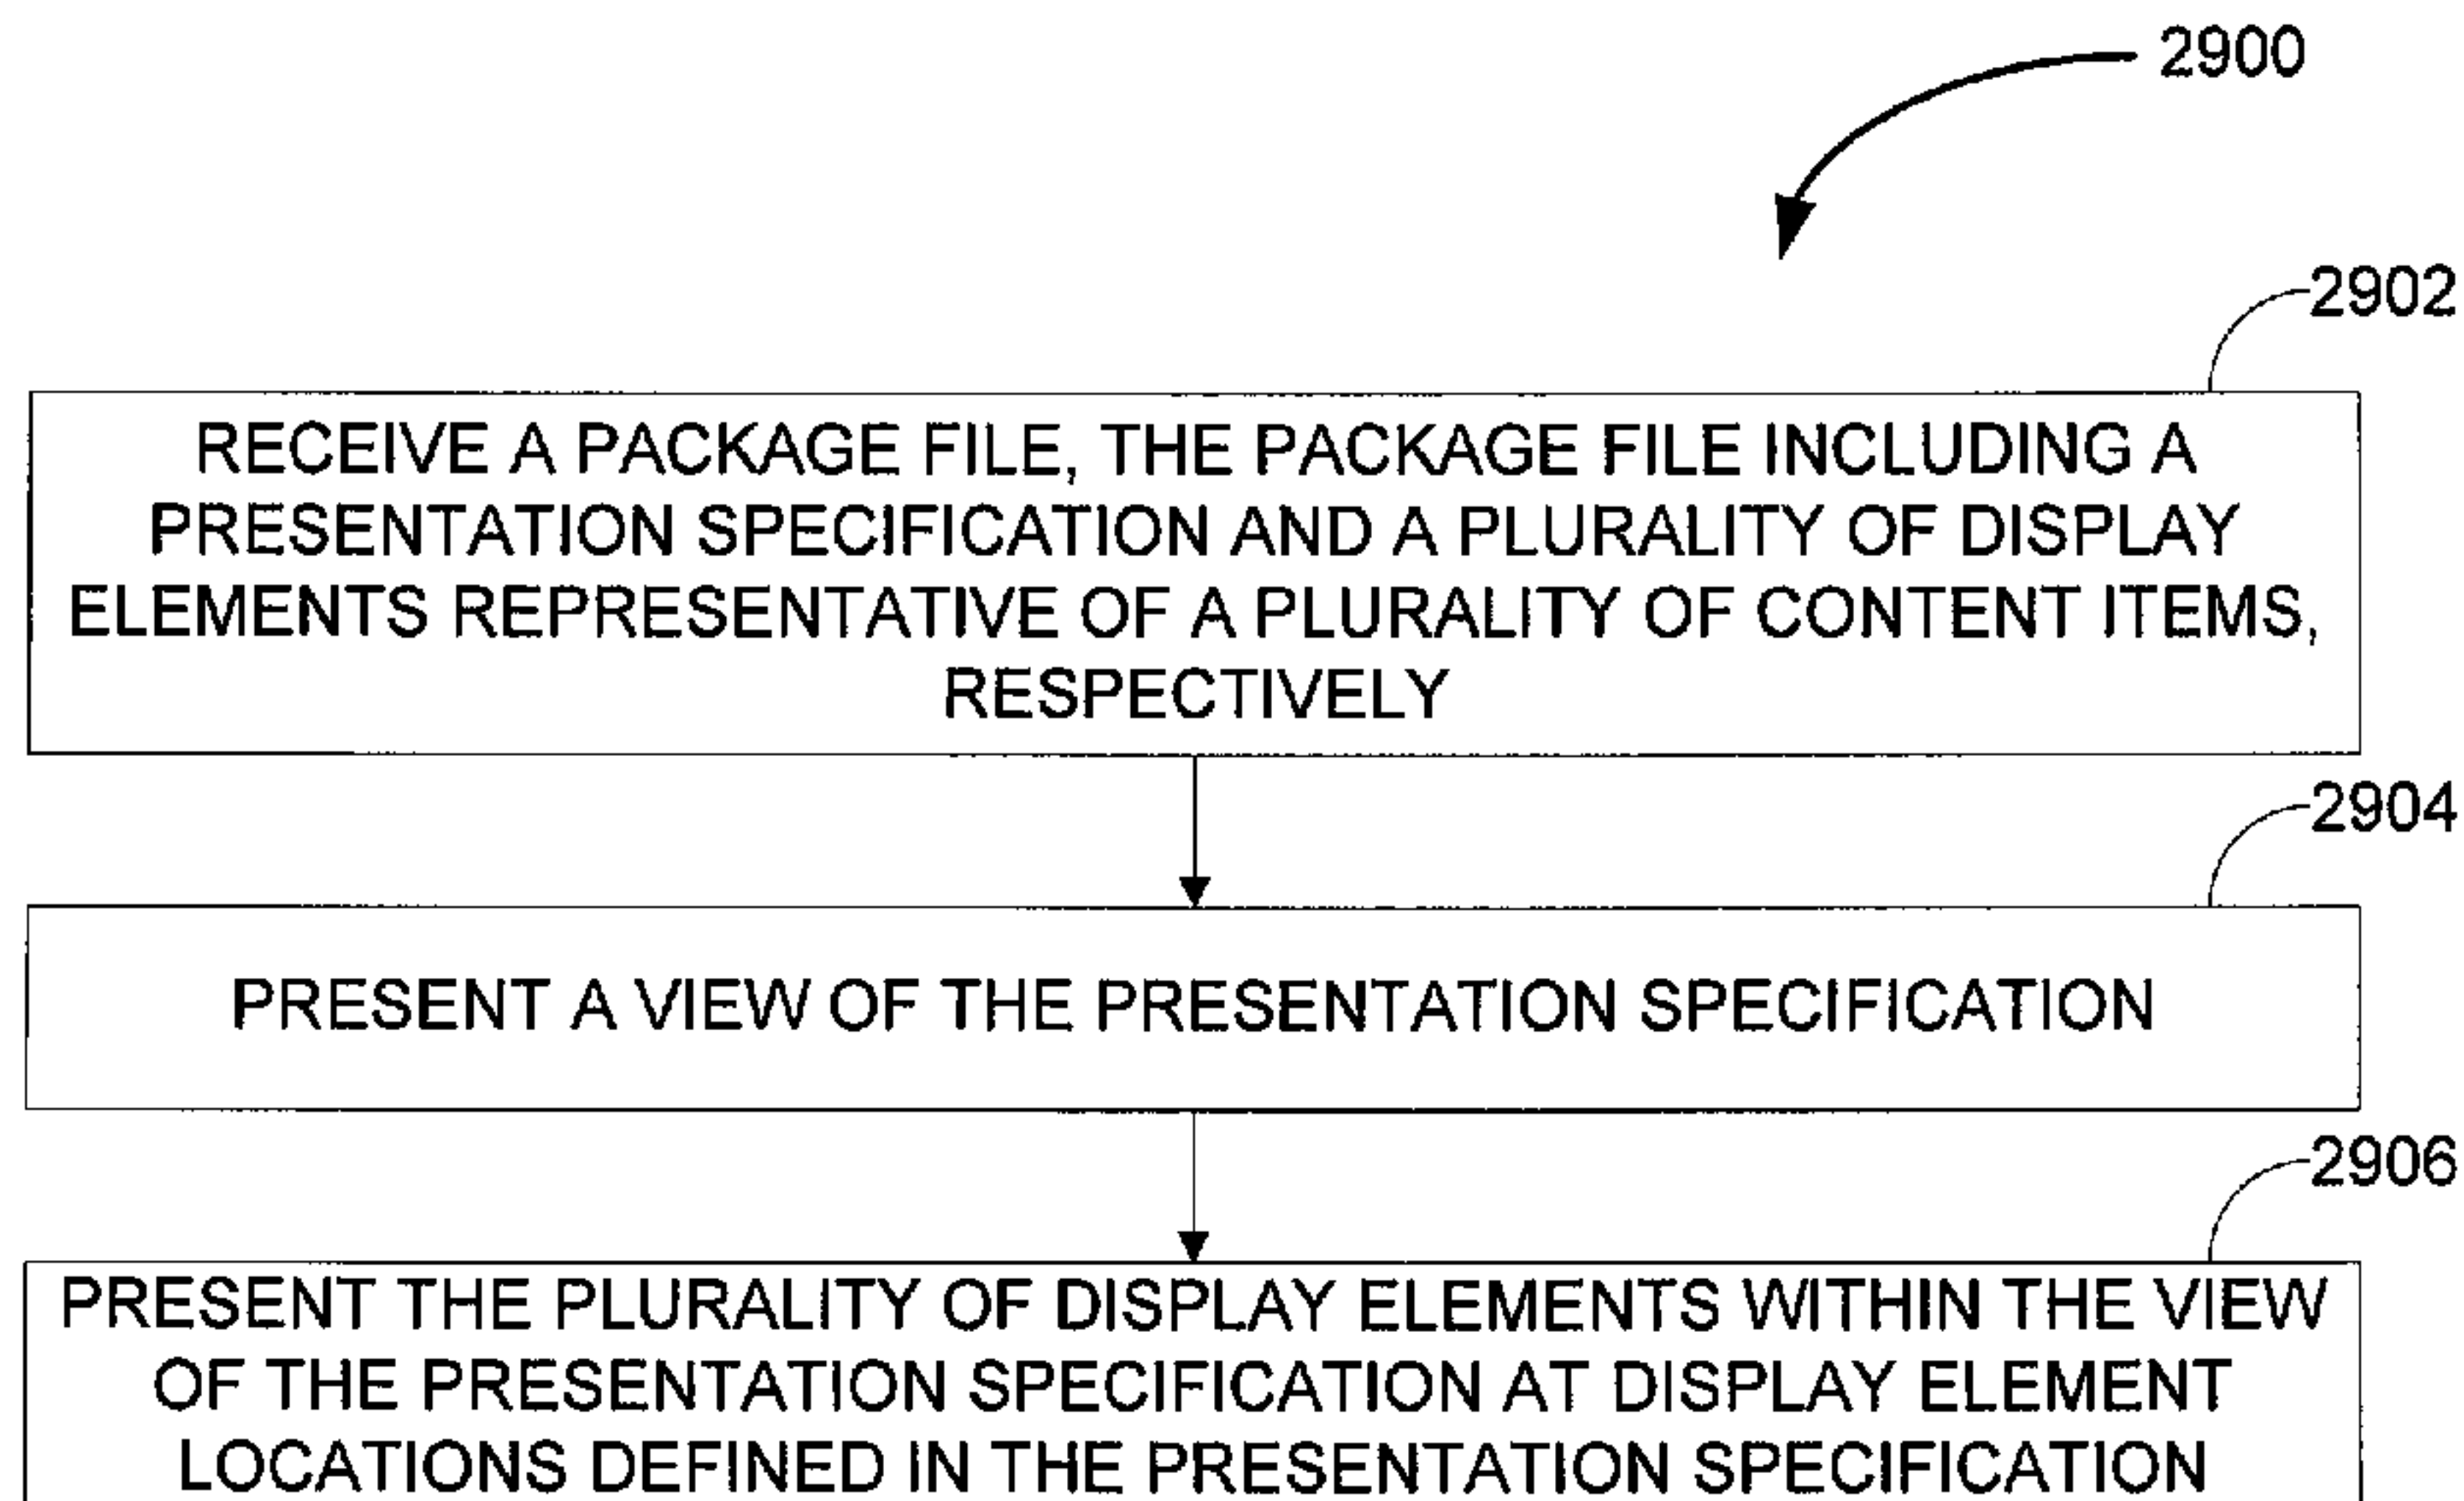 2900
2902
RECEIVE A PACKAGE FILE, THE PACKAGE FILE INCLUDING A
PRESENTATION SPECIFICATION AND A PLURALITY OF DISPLAY
ELEMENTS REPRESENTATIVE OF A PLURALITY OF CONTENT ITEMS,
RESPECTIVELY
2904
PRESENT A VIEW OF THE PRESENTATION SPECIFICATION
2906
PRESENT THE PLURALITY OF DISPLAY ELEMENTS WITHIN THE VIEW
OF THE PRESENTATION SPECIFICATION AT DISPLAY ELEMENT
LOCATIONS DEFINED IN THE PRESENTATION SPECIFICATION